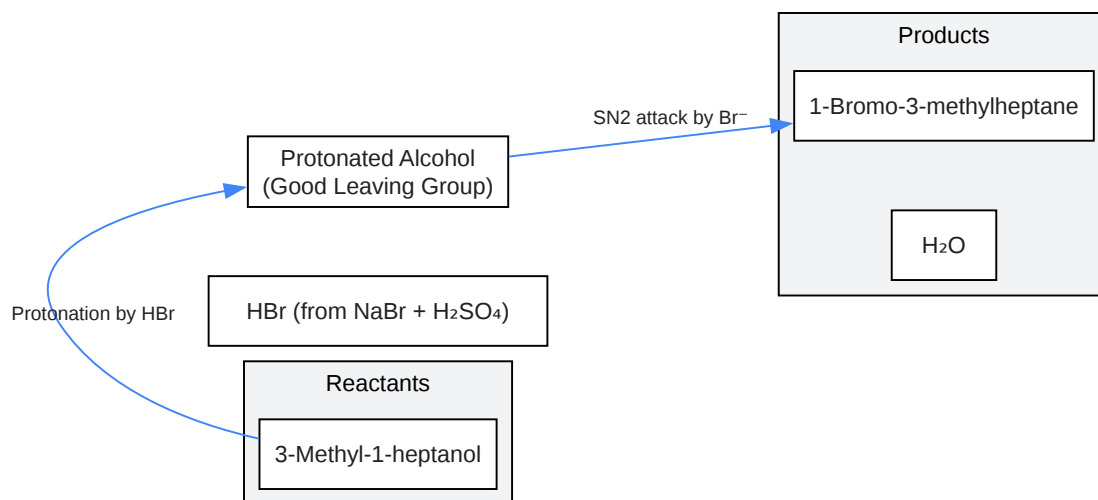 Products
1-Bromo-3-methylheptane
SN2 attack by Br⁻
Protonated Alcohol
(Good Leaving Group)
H₂O
HBr (from NaBr + H₂SO₄)
Protonation by HBr
Reactants
3-Methyl-1-heptanol